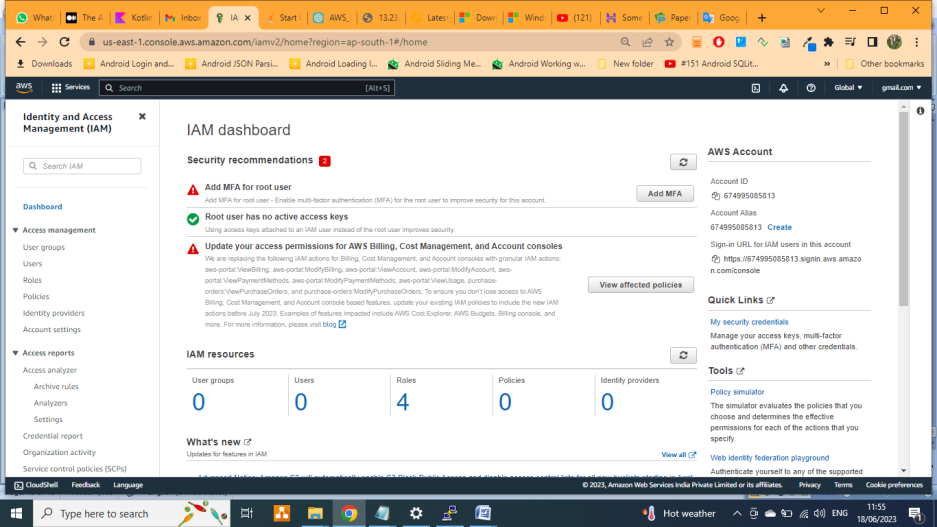 What:
The A
Kotlin
Inbox
IA
Start C
AWS_
13.23
Latest
Down
Wind
(121)
Some
Paper
Goog
us-east-1.console.aws.amazon.com/iamv2/home?region=ap-south-1#/home
Downloads
Android Login and...
Android JSON Parsi...
Android Loading I...
Android Sliding Me...
Android Working w...
New folder
#151 Android SQLit...
»
Other bookmarks
aws
Services
Search
[Alt+S]
Global
gmail.com
Identity and Access
Management (IAM)
Search IAM
Dashboard
Access management
User groups
Users
Roles
Policies
Identity providers
Account settings
Access reports
Access analyzer
Archive rules
Analyzers
Settings
Credential report
Organization activity
Service control policies (SCPs)
IAM dashboard
Security recommendations 2
Add MFA for root user
Add MFA for root user - Enable multi-factor authentication (MFA) for the root user to improve security for this account.
Add MFA
Root user has no active access keys
Using access keys attached to an IAM user instead of the root user improves security.
Update your access permissions for AWS Billing, Cost Management, and Account consoles
We are replacing the following IAM actions for Billing, Cost Management, and Account consoles with granular IAM actions:
aws-portal:ViewBilling, aws-portal:ModifyBilling, aws-portal:ViewAccount, aws-portal:ModifyAccount, aws-
portal:ViewPaymentMethods, aws-portal:ModifyPaymentMethods, aws-portal:ViewUsage, purchase-
orders:ViewPurchaseOrders, and purchase-orders:ModifyPurchaseOrders. To ensure you don't lose access to AWS
Billing, Cost Management, and Account console based features, update your existing IAM policies to include the new IAM
actions before July 2023. Examples of features impacted include AWS Cost Explorer, AWS Budgets, Billing console, and
more. For more information, please visit blog
View affected policies
IAM resources
User groups
0
Users
0
Roles
4
Policies
0
Identity providers
0
What's new
Updates for features in IAM
View all
AWS Account
Account ID
674995085813
Account Alias
674995085813 Create
Sign-in URL for IAM users in this account
https://674995085813.signin.aws.amazo
n.com/console
Quick Links
My security credentials
Manage your access keys, multi-factor
authentication (MFA) and other credentials.
Tools
Policy simulator
The simulator evaluates the policies that you
choose and determines the effective
permissions for each of the actions that you
specify.
Web identity federation playground
Authenticate yourself to any of the supported
CloudShell
Feedback
Language
© 2023, Amazon Web Services India Private Limited or its affiliates.
Privacy
Terms
Cookie preferences
Type here to search
Hot weather
ENG
11:55
18/06/2023
1